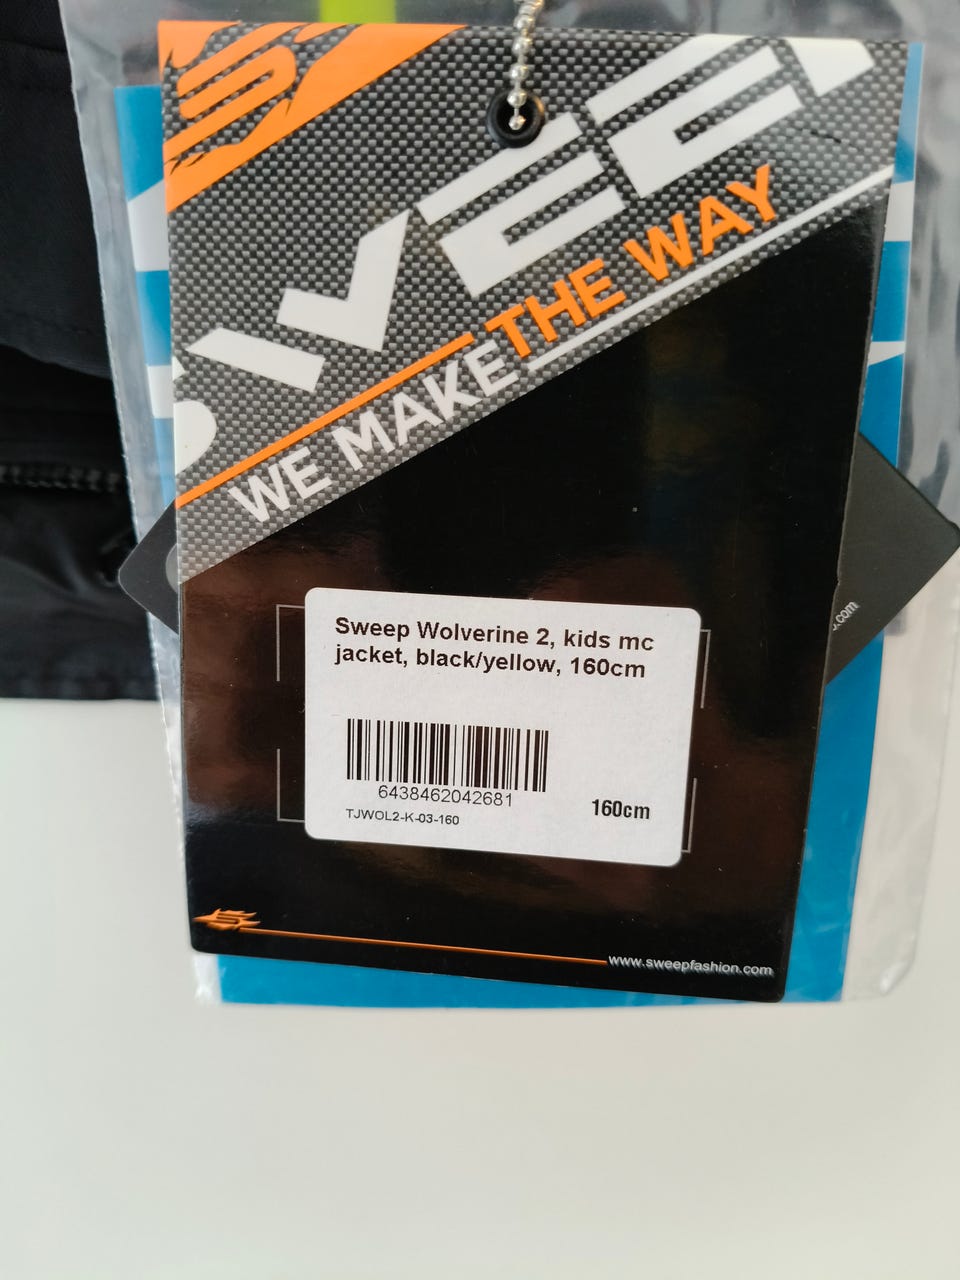 SWEEP
WE MAKE THE WAY
Sweep Wolverine 2, kids mc
jacket, black/yellow, 160cm
6438462042681
160cm
TJWOL2-K-03-160
www.sweepfashion.com
.com